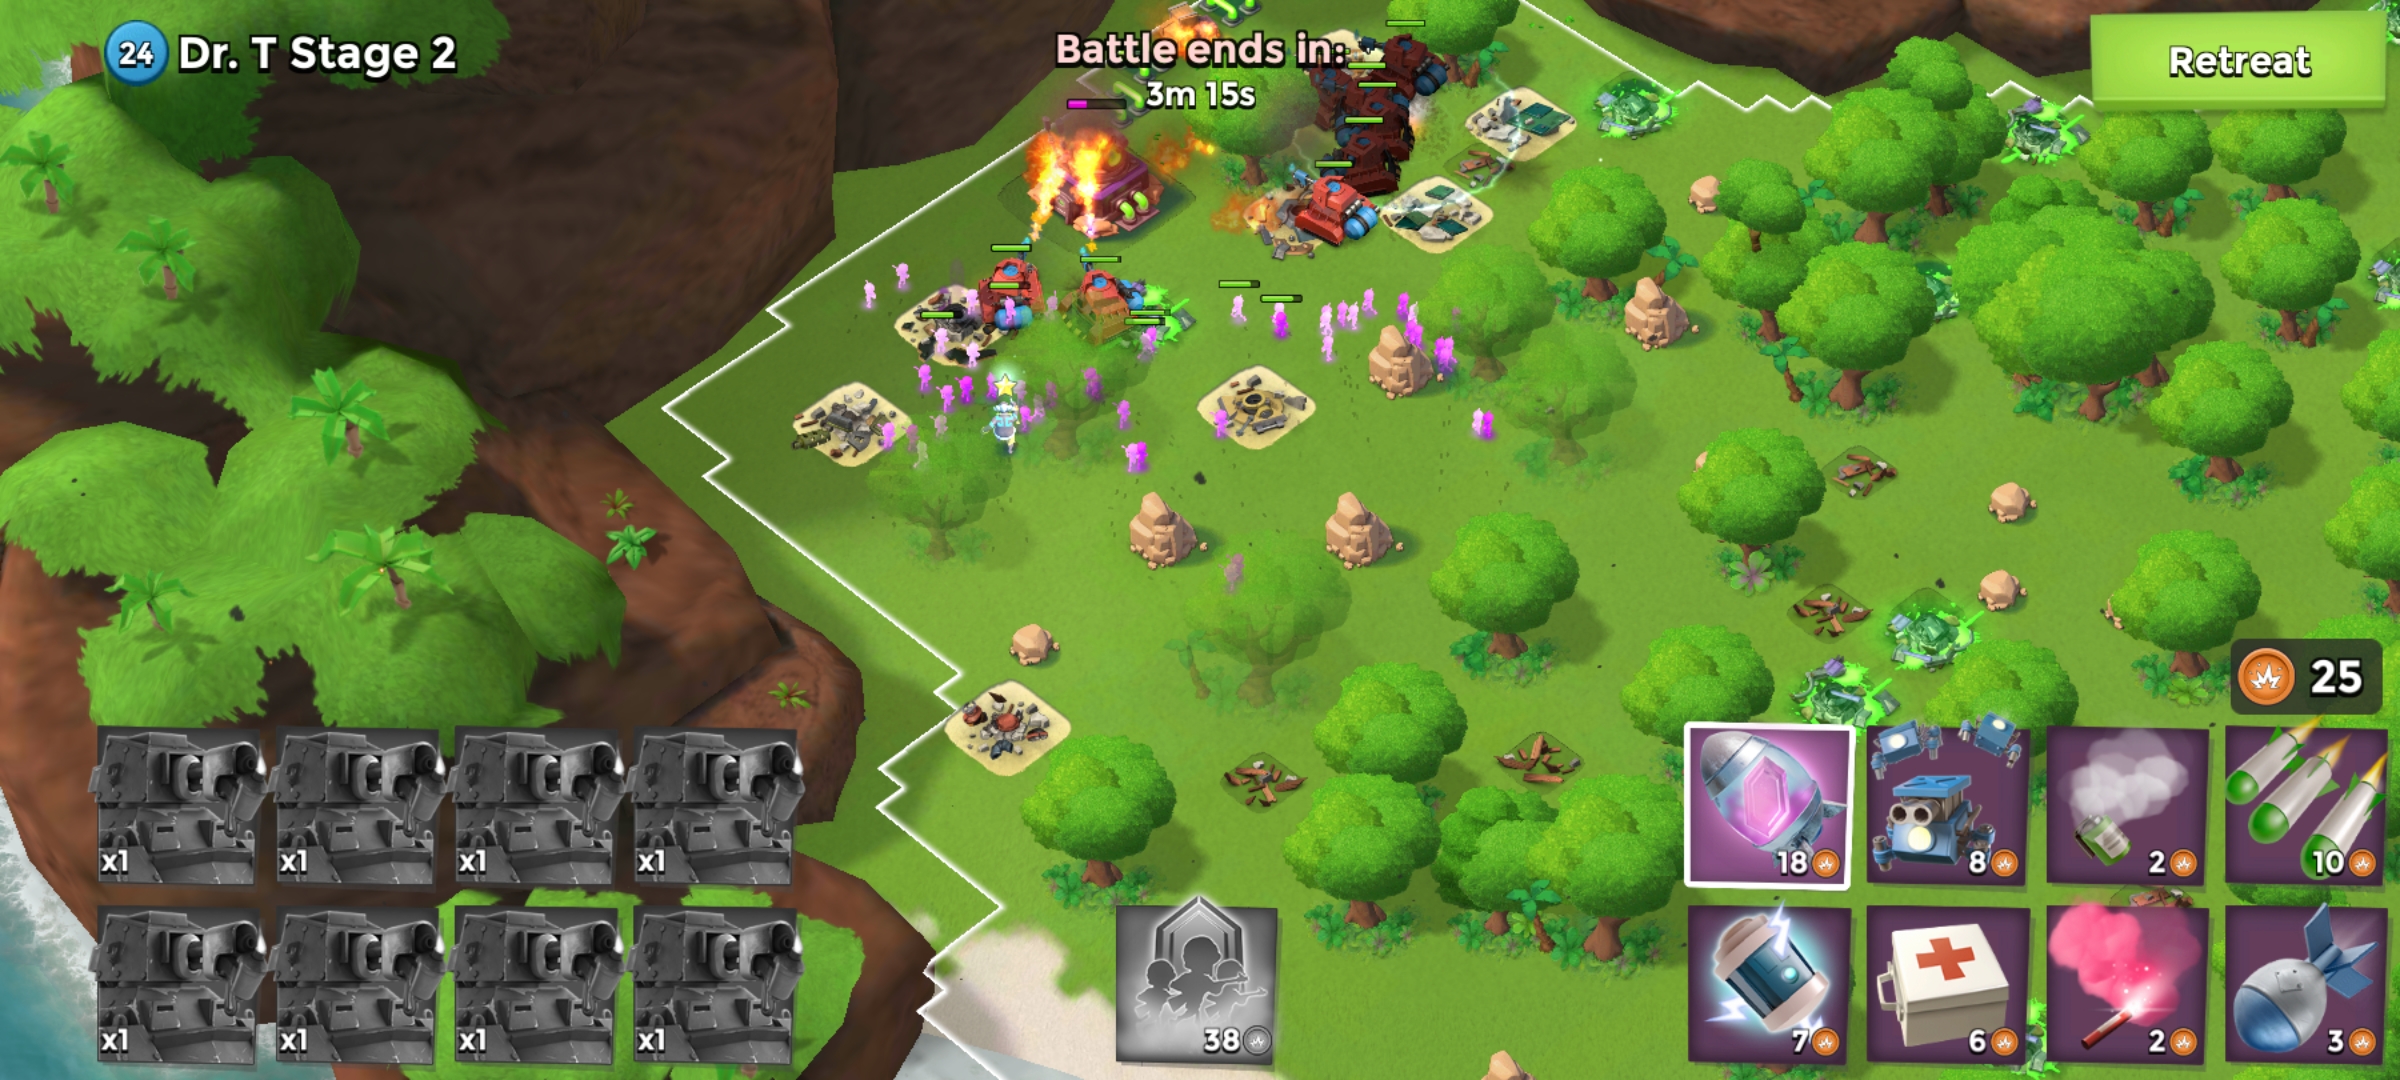 24 Dr. T Stage 2
Battle ends in:
3m 15s
Retreat
25
x1 x1 x1 x1
18 8 2 10
x1 x1 x1 x1
38
7 6 2 3